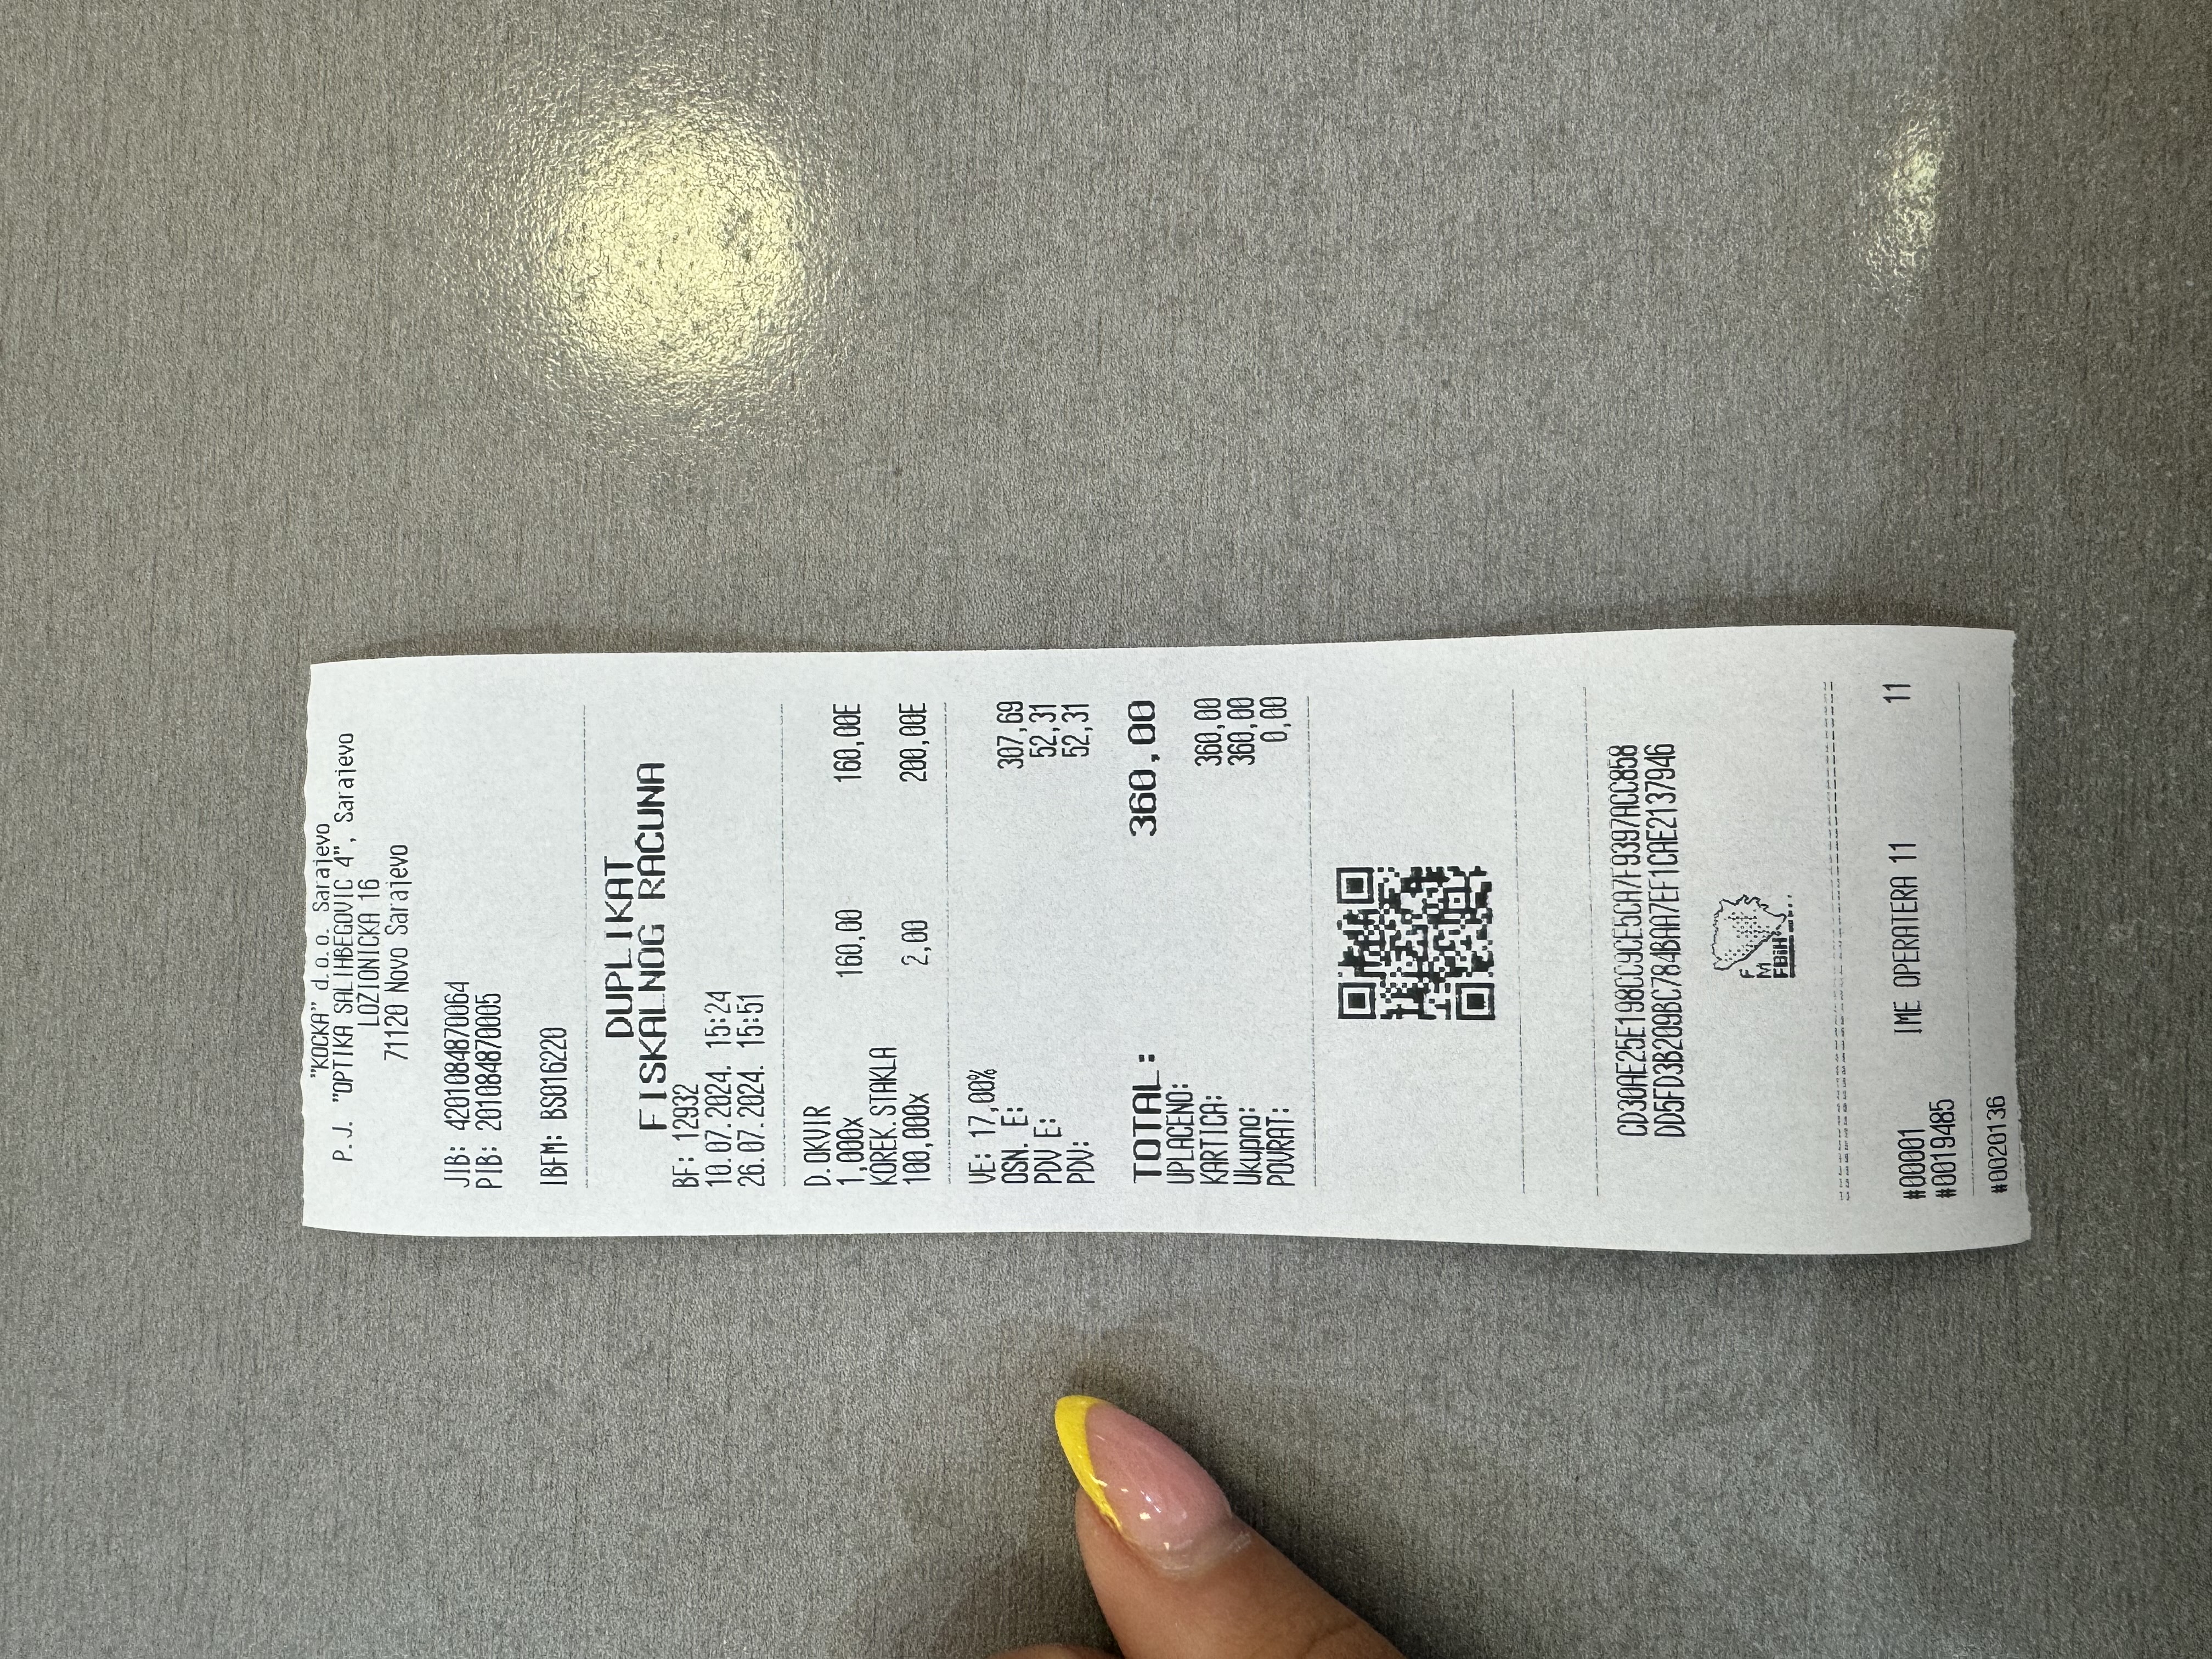 "KOCKA" d.o.o. Sarajevo
P.J. "OPTIKA SALIHBEGOVIC 4", Sarajevo
LOZIONICKA 16
71120 Novo Sarajevo
JIB: 4201084870064
PIB: 201084870005
IBFM: BS016220
DUPLIKAT
FISKALNOG RACUNA
BF: 12932
10.07.2024. 15:24
26.07.2024. 15:51
D.OKVIR
1,000x 160,00 160,00E
KOREK.STAKLA
100,000x 2,00 200,00E
VE: 17,00%
OSN. E: 307,69
PDV E: 52,31
PDV: 52,31
TOTAL: 360,00
UPLACENO:
KARTICA: 360,00
Ukupno: 360,00
POVRAT: 0,00
CD30AE25E198CC9CE5CA7F9397ACC858
DD5FD3B209BC784BAA7EF1CAE2137946
F
M
FBiH
#00001 IME OPERATERA 11 11
#0019485
#0020136